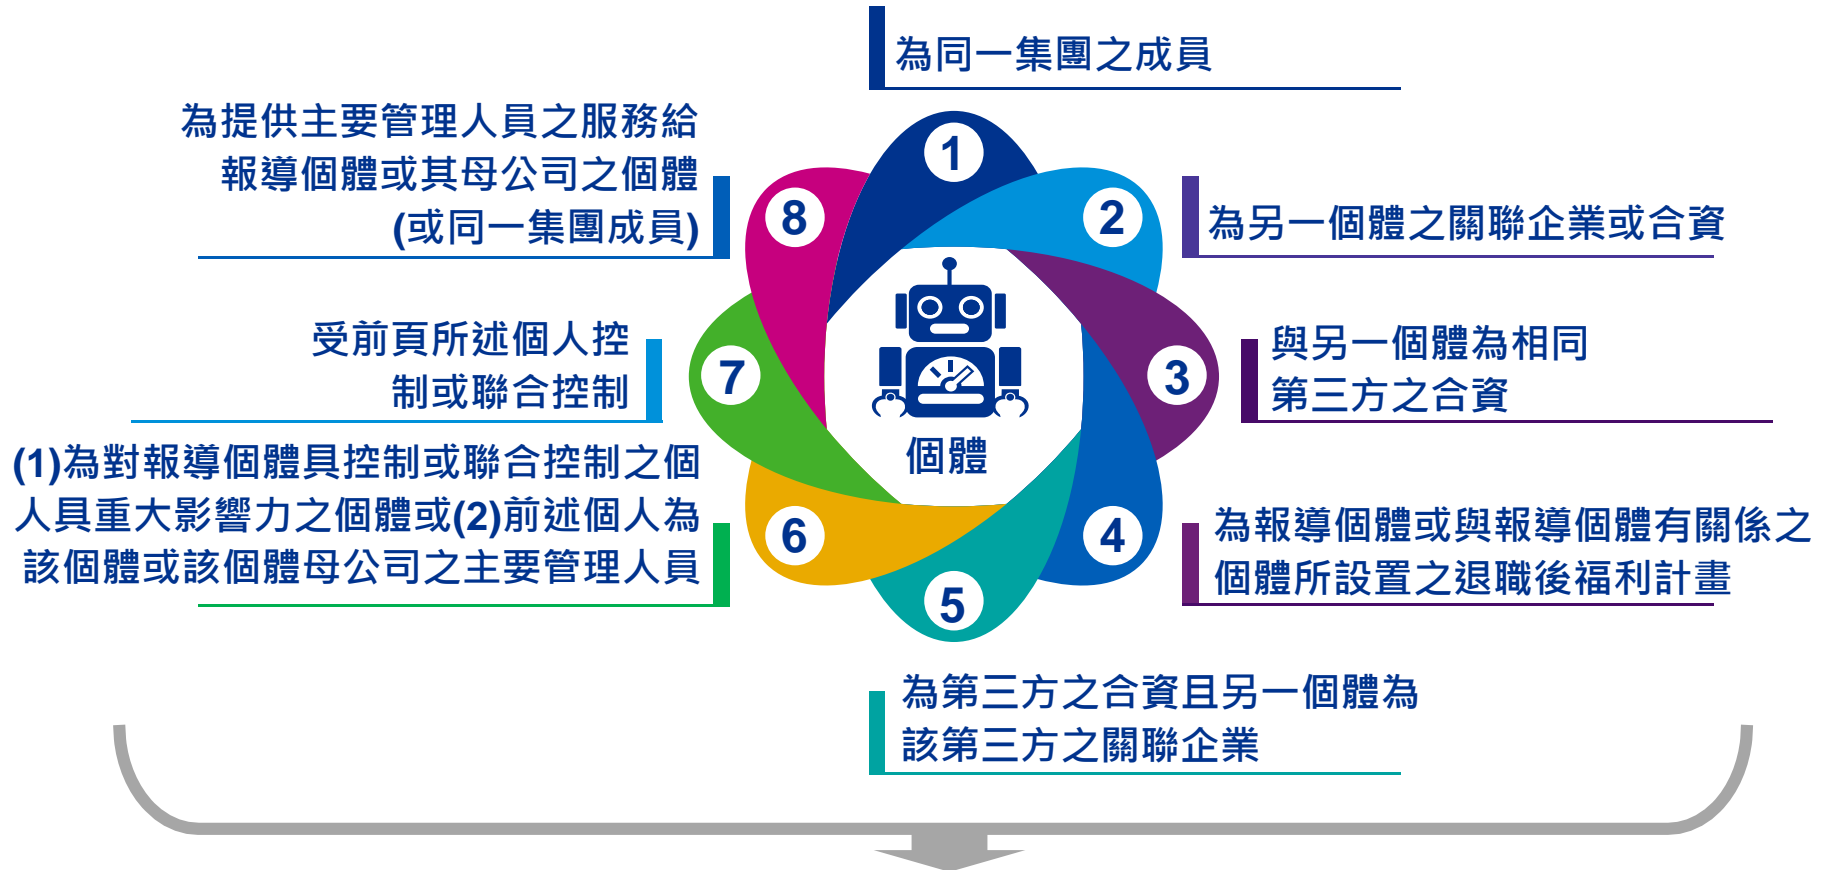 為同一集團之成員
1
2
為另一個體之關聯企業或合資
3
與另一個體為相同
第三方之合資
4
為報導個體或與報導個體有關係之
個體所設置之退職後福利計畫
5
為第三方之合資且另一個體為
該第三方之關聯企業
6
(1)為對報導個體具控制或聯合控制之個
人具重大影響力之個體或(2)前述個人為
該個體或該個體母公司之主要管理人員
7
受前頁所述個人控
制或聯合控制
8
為提供主要管理人員之服務給
報導個體或其母公司之個體
(或同一集團成員)
個體